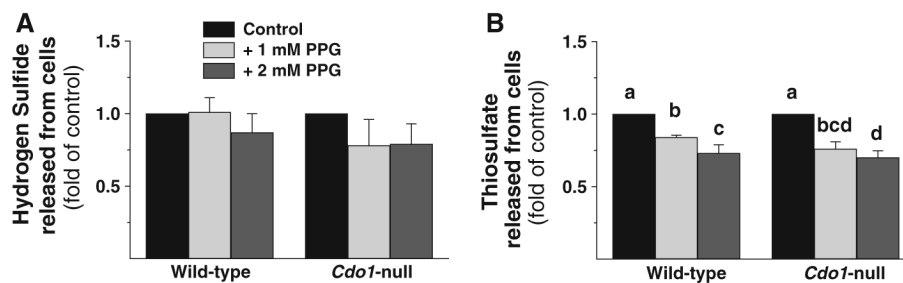 A
Hydrogen Sulfide
released from cells
(fold of control)
1.5
1.0
0.5
Control
+ 1 mM PPG
+ 2 mM PPG
Wild-type
Cdo1-null
B
Thiosulfate
released from cells
(fold of control)
1.5
1.0
0.5
a
b
c
a
bcd
d
Wild-type
Cdo1-null